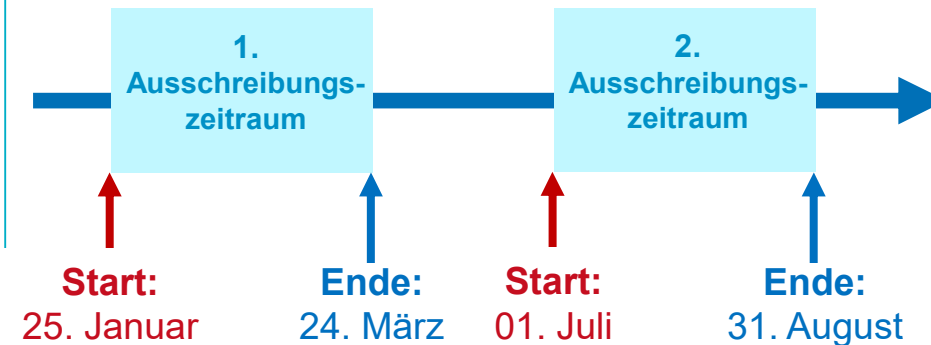 1.
Ausschreibungs-
zeitraum
2.
Ausschreibungs-
zeitraum
Start:
25. Januar
Ende:
24. März
Start:
01. Juli
Ende:
31. August